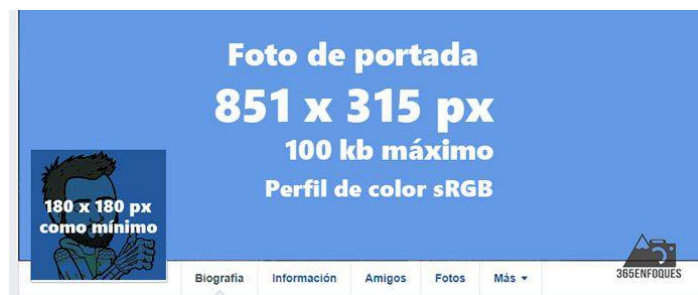 Foto de portada
851 x 315 px
100 kb máximo
Perfil de color sRGB
180 x 180 px
como mínimo
365ENFOQUES
Biografía Información Amigos Fotos Más